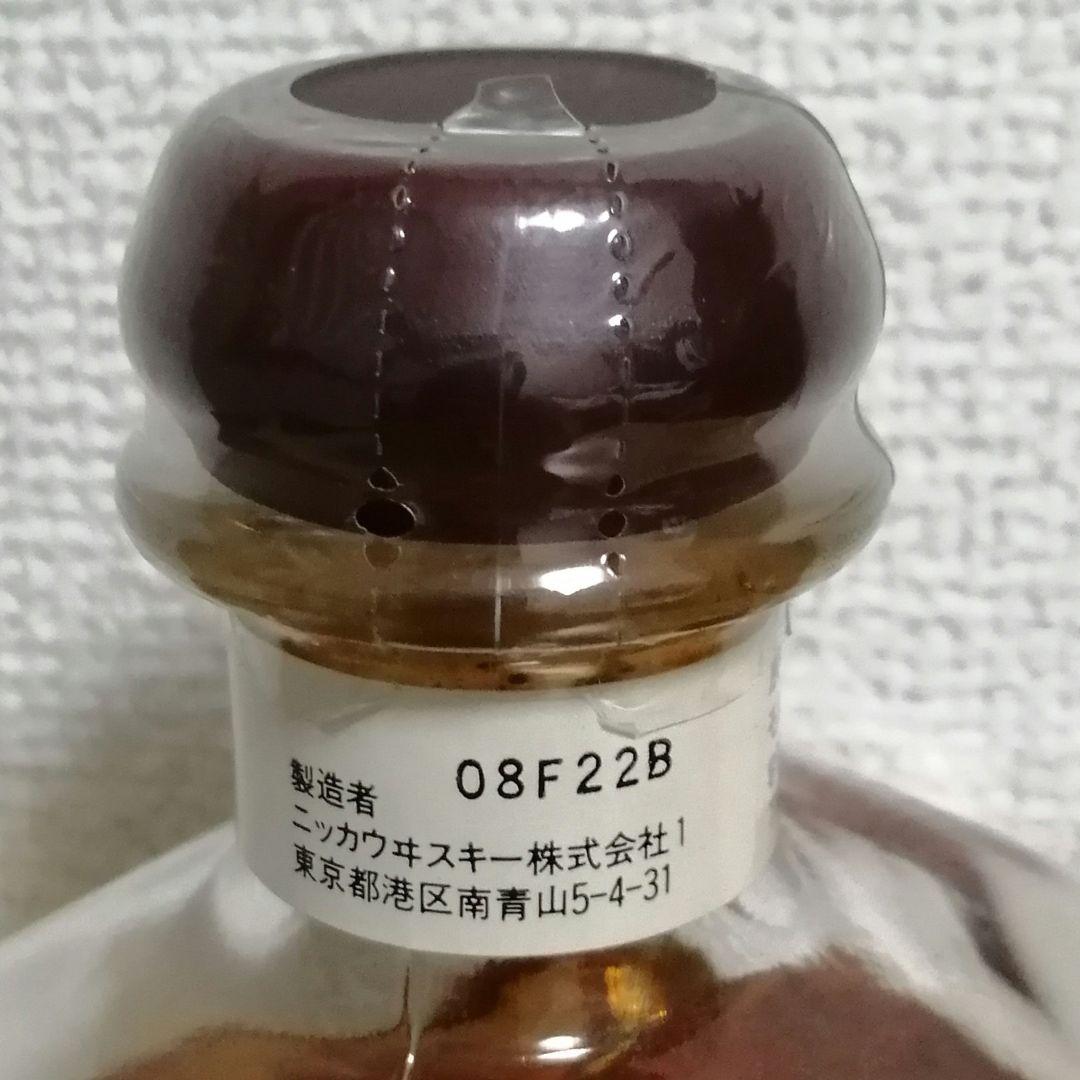 製造者 08F22B
ニッカウヰスキー株式会社 1
東京都港区南青山5-4-31